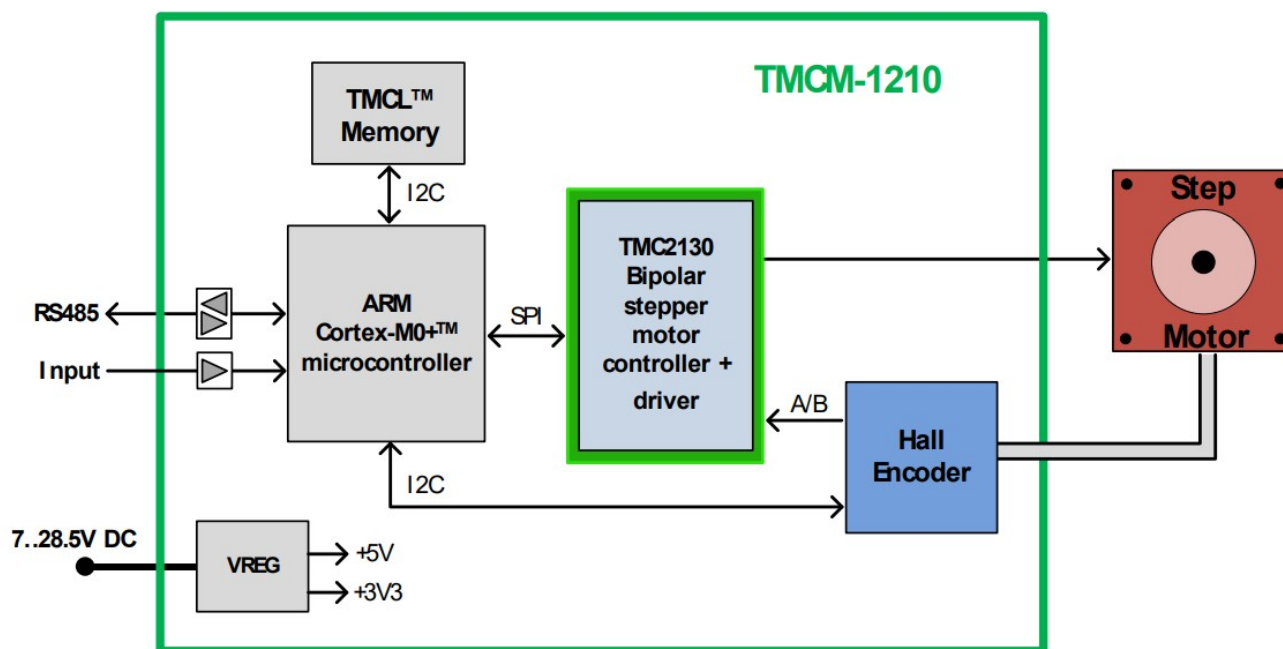 TMCM-1210
TMCL™
Memory
I2C
ARM
Cortex-M0+™
microcontroller
RS485
Input
SPI
TMC2130
Bipolar
stepper
motor
controller +
driver
A/B
Hall
Encoder
I2C
Step
Motor
7..28.5V DC
VREG
+5V
+3V3